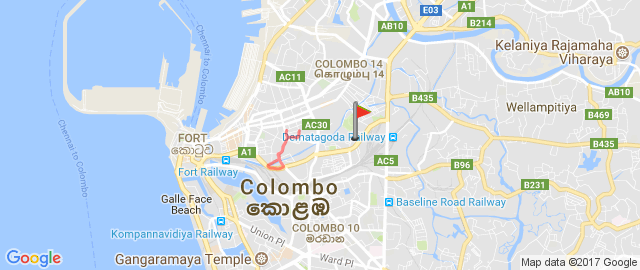 A1
E03
B214
AB10
Chennai to Colombo
COLOMBO 14
கொழும்பு 14
Kelaniya Rajamaha
Viharaya
AC11
B435
AB10
B435
Wellampitiya
B469
FORT
කොටුව
AC30
Dematagoda Railway
A1
Fort Railway
AC5
B96
Chennai to Colombo
Colombo
කොළඹ
B231
Galle Face
Beach
Baseline Road Railway
COLOMBO 10
මරදාන
Kompannavidiya Railway
Union Pl
Union Pl
Gangaramaya Temple
Google
Map data ©2017 Google